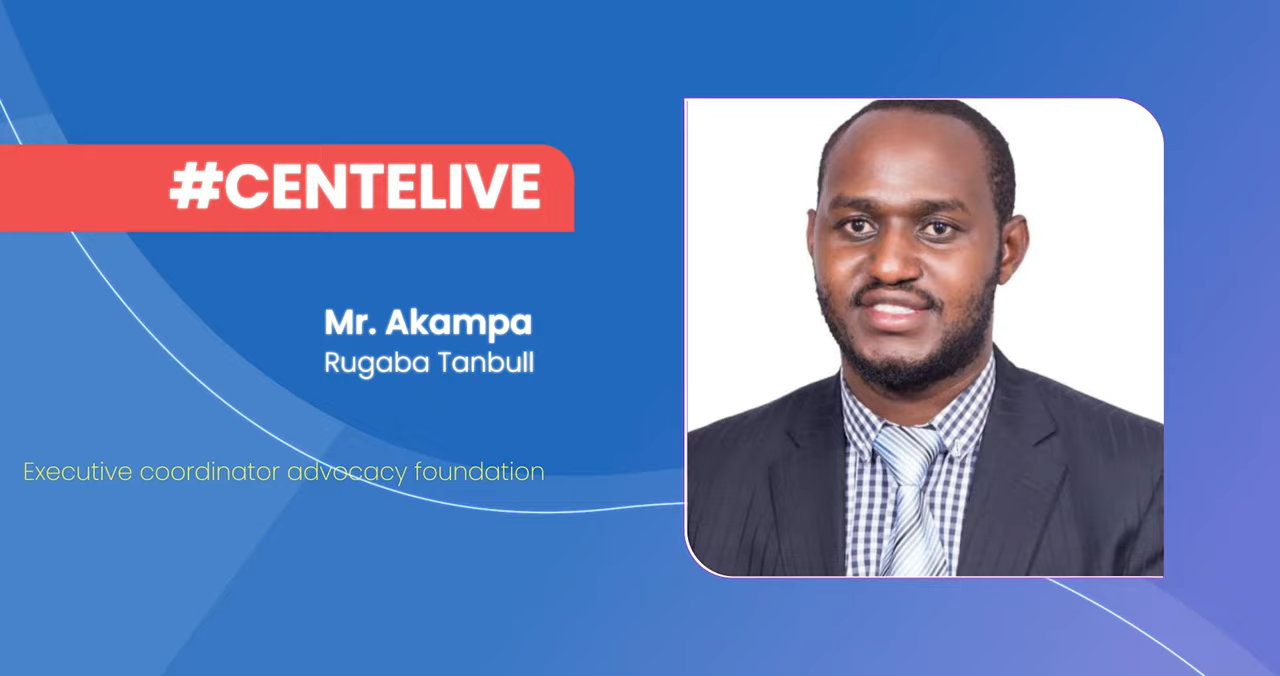 #CENTELIVE
Mr. Akampa
Rugaba Tanbull
Executive coordinator advocacy foundation